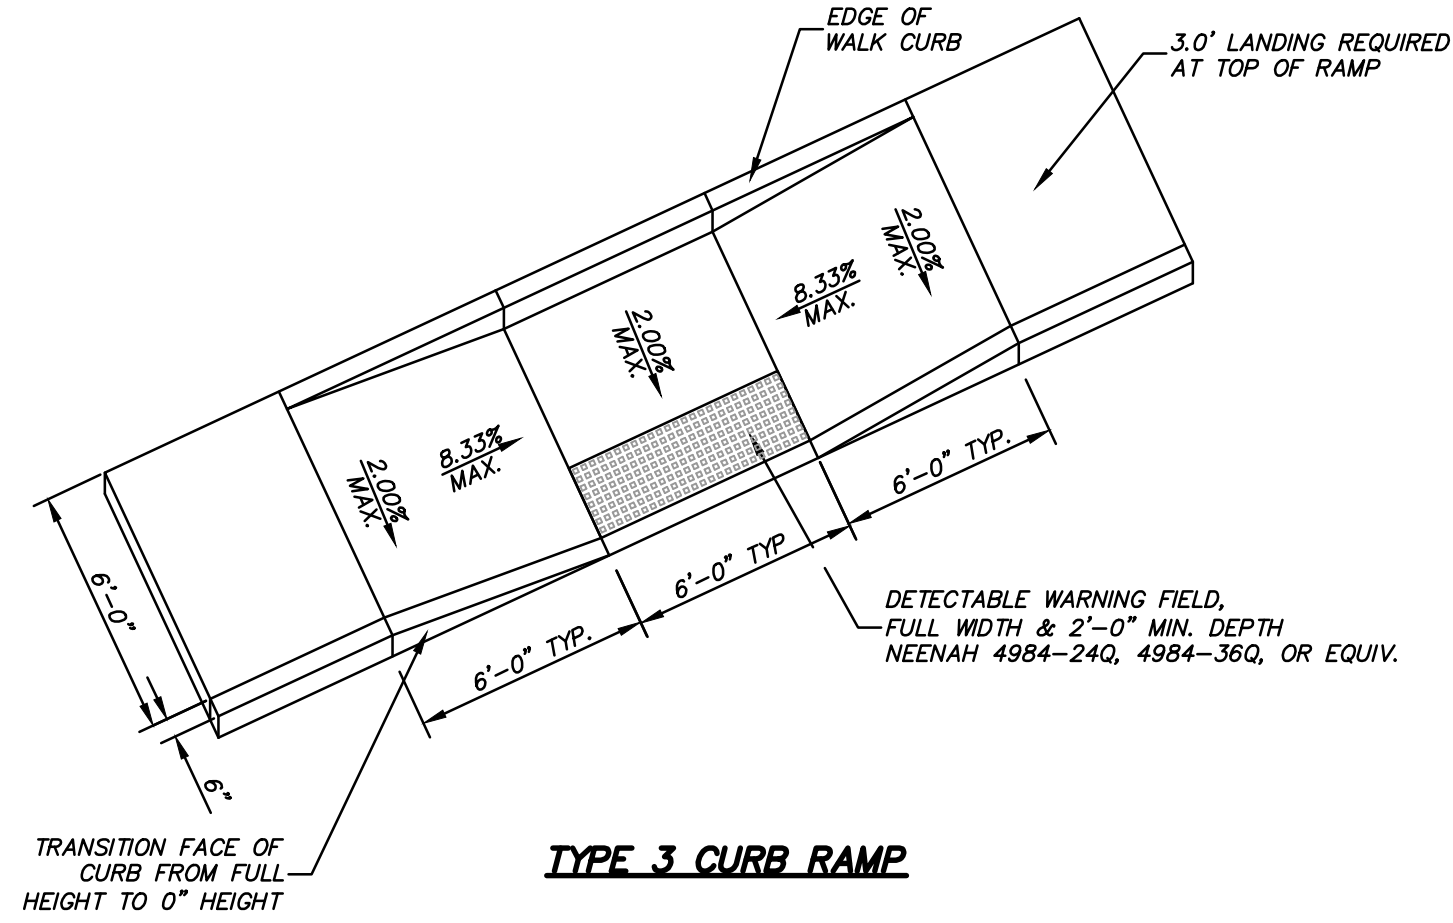 EDGE OF
WALK CURB
3.0' LANDING REQUIRED
AT TOP OF RAMP
2.00%
MAX.
8.33%
MAX.
2.00%
MAX.
8.33%
MAX.
2.00%
MAX.
6'-0" TYP.
6'-0" TYP
6'-0" TYP.
6'-0"
6"
DETECTABLE WARNING FIELD,
FULL WIDTH & 2'-0" MIN. DEPTH
NEENAH 4984-24Q, 4984-36Q, OR EQUIV.
TRANSITION FACE OF
CURB FROM FULL
HEIGHT TO 0" HEIGHT
TYPE 3 CURB RAMP